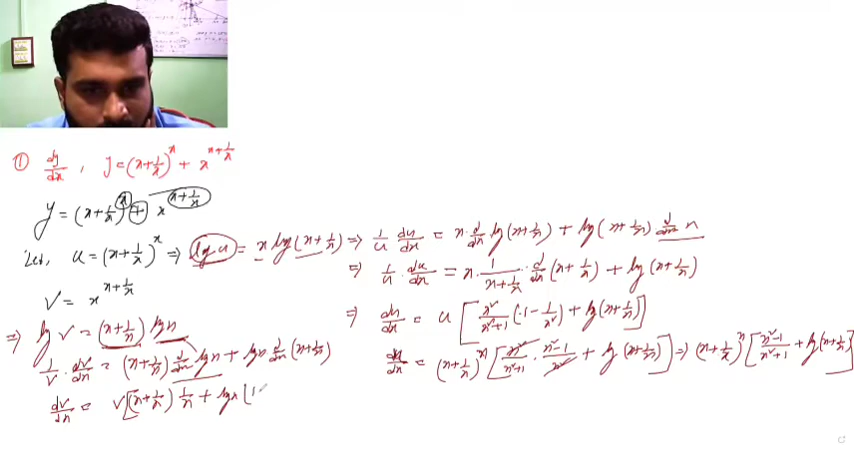 ① dy/dx , y = (x+1/x)^x + x^(x+1/x)
y = (x+1/x)^x + x^(x+1/x)
Let, u = (x+1/x)^x ⇒ log u = x log (x+1/x) ⇒ 1/u du/dx = x · d/dx log(x+1/x) + log(x+1/x) d/dx x
⇒ 1/u · du/dx = x · 1/(x+1/x) · d/dx (x+1/x) + log(x+1/x)
V = x^(x+1/x)
⇒ du/dx = u [x²/(x²+1) (1-1/x²) + log(x+1/x)]
⇒ log V = (x+1/x) log x
du/dx = (x+1/x)^x [x²/(x²+1) · (x²-1)/x² + log(x+1/x)] ⇒ (x+1/x)^x [(x²-1)/(x²+1) + log(x+1/x)]
1/V · dV/dx = (x+1/x) d/dx log x + log x d/dx (x+1/x)
dV/dx = V[(x+1/x) 1/x + log x (1-